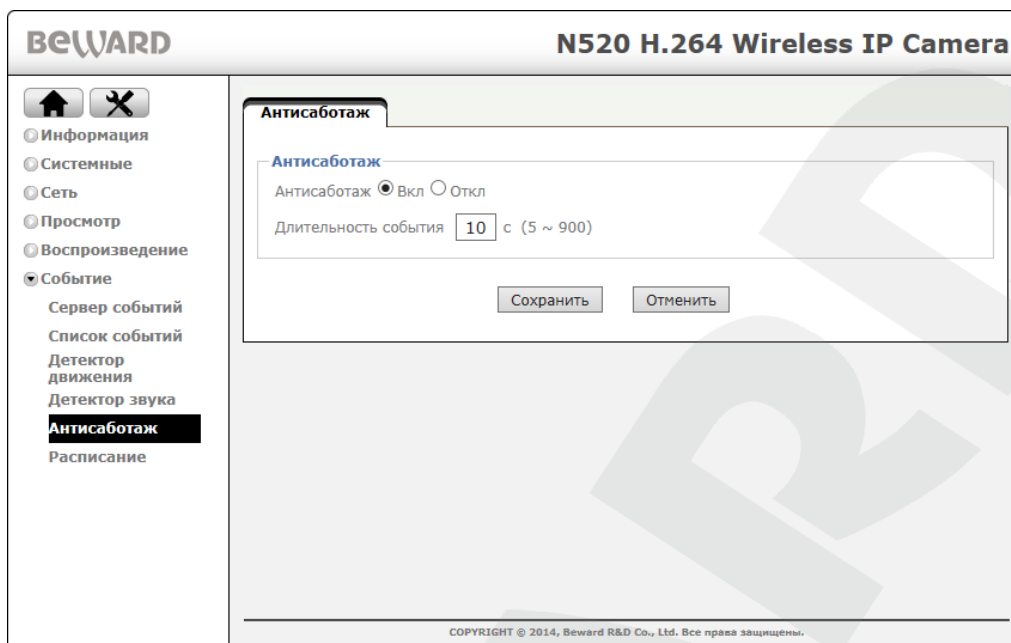 BEWARD
N520 H.264 Wireless IP Camera
Информация
Системные
Сеть
Просмотр
Воспроизведение
Событие
Сервер событий
Список событий
Детектор
движения
Детектор звука
Антисаботаж
Расписание
Антисаботаж
Антисаботаж
Антисаботаж Вкл Откл
Длительность события 10 с (5 ~ 900)
Сохранить Отменить
COPYRIGHT © 2014, Beward R&D Co., Ltd. Все права защищены.